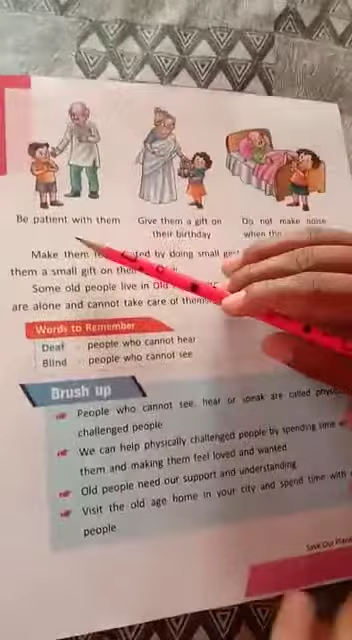 Be patient with them
Give them a gift on
their birthday
Do not make noise
when
Make them by doing small
them a small gift on
Some old people live in Old
are alone and cannot take care of
Words to Remember
Deaf - people who cannot hear
Blind - people who cannot see
Brush up
People who cannot see, hear or speak are called
challenged people
We can help physically challenged people by spending time
them and making them feel loved and wanted
Old people need our support and understanding
Visit the old age home in your city and spend time with
people.
Save Our